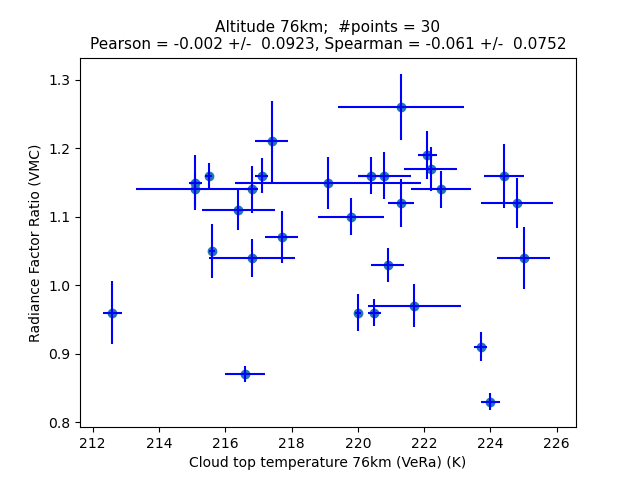 Altitude 76km;  #points = 30
Pearson = -0.002 +/-  0.0923, Spearman = -0.061 +/-  0.0752
Radiance Factor Ratio (VMC)
1.3
1.2
1.1
1.0
0.9
0.8
212 214 216 218 220 222 224 226
Cloud top temperature 76km (VeRa) (K)